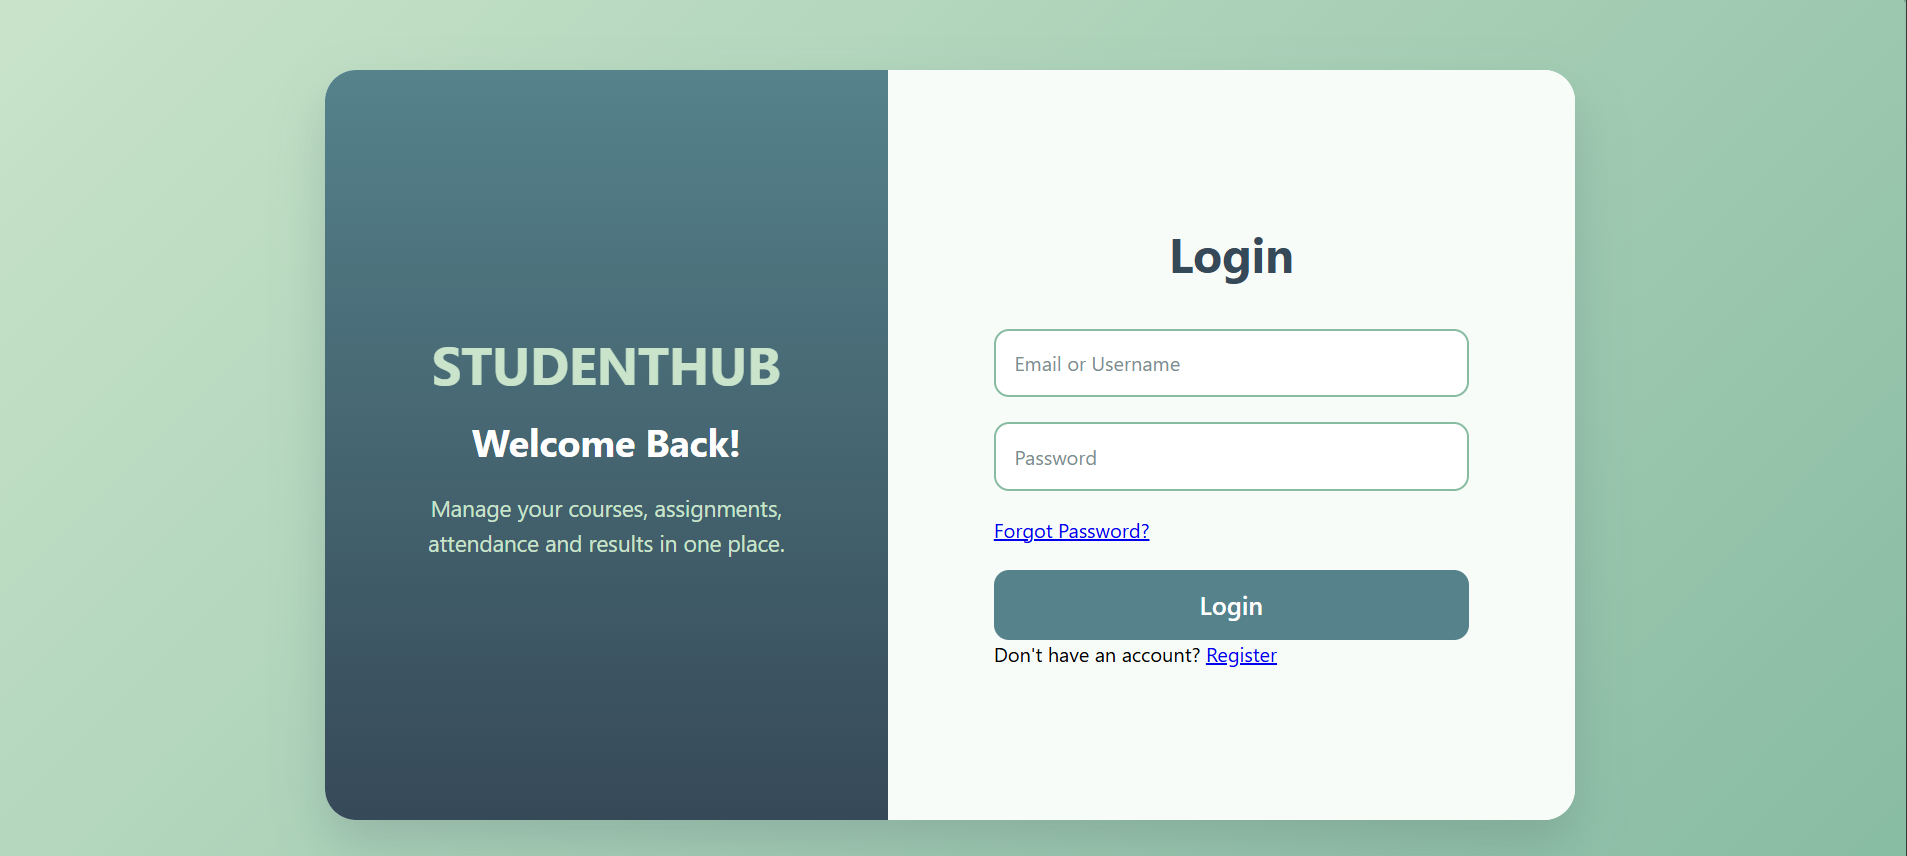 STUDENTHUB
Welcome Back!
Manage your courses, assignments,
attendance and results in one place.
Login
Email or Username
Password
Forgot Password?
Login
Don't have an account? Register